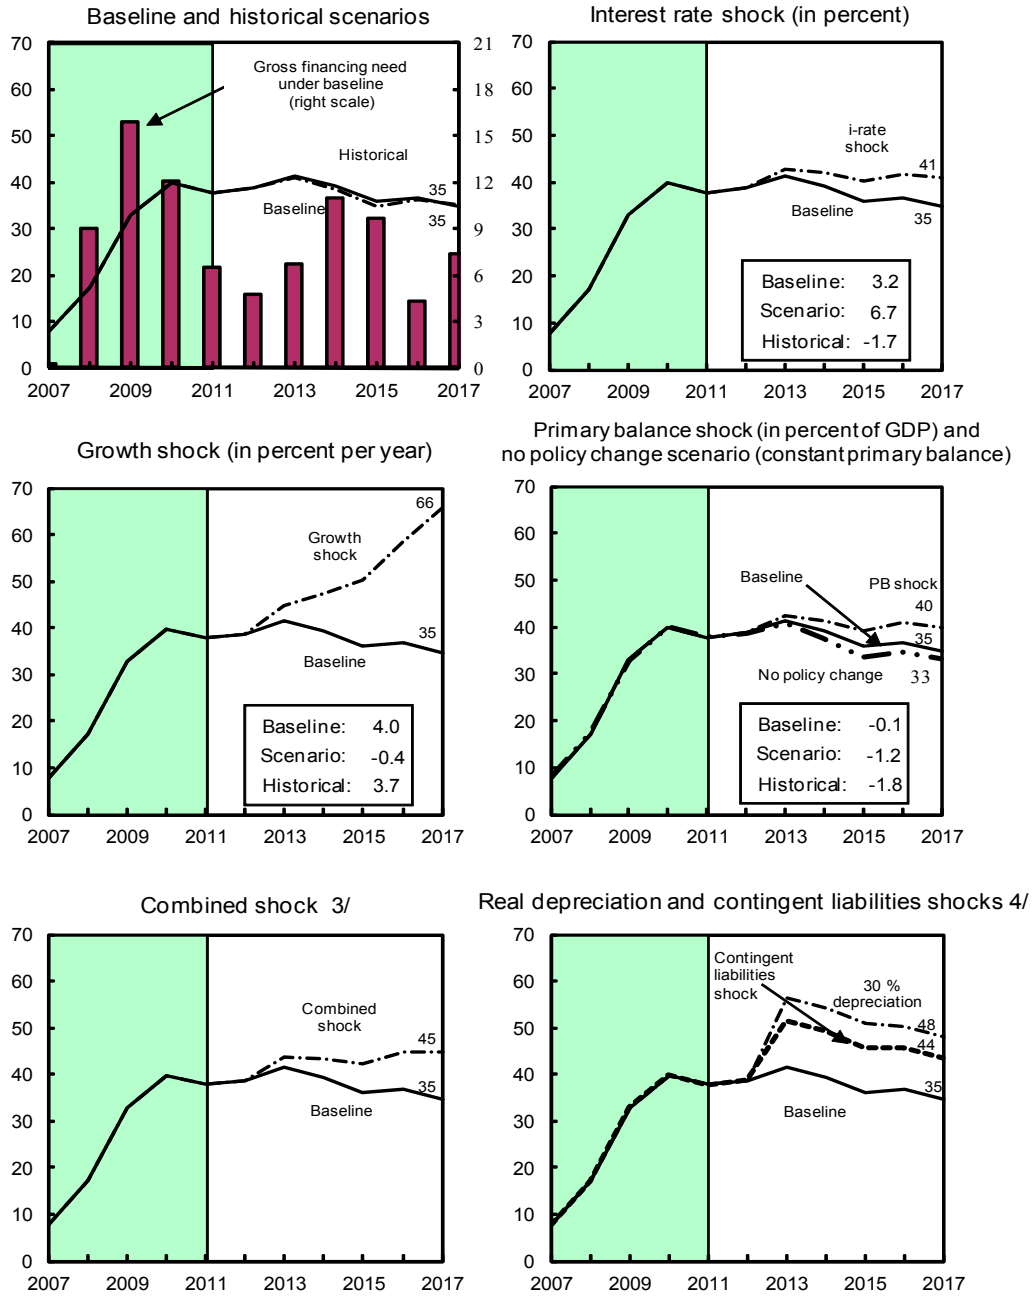 Baseline and historical scenarios
70
60
50
40
30
20
10
0
21
18
15
12
9
6
3
0
Gross financing need
under baseline
(right scale)
Historical
Baseline
35
35
2007 2009 2011 2013 2015 2017
Interest rate shock (in percent)
70
60
50
40
30
20
10
0
i-rate
shock
41
Baseline
35
Baseline: 3.2
Scenario: 6.7
Historical: -1.7
2007 2009 2011 2013 2015 2017
Growth shock (in percent per year)
70
60
50
40
30
20
10
0
66
Growth
shock
35
Baseline
Baseline: 4.0
Scenario: -0.4
Historical: 3.7
2007 2009 2011 2013 2015 2017
Primary balance shock (in percent of GDP) and
no policy change scenario (constant primary balance)
70
60
50
40
30
20
10
0
Baseline
PB shock
40
35
No policy change
33
Baseline: -0.1
Scenario: -1.2
Historical: -1.8
2007 2009 2011 2013 2015 2017
Combined shock 3/
70
60
50
40
30
20
10
0
Combined
shock
45
35
Baseline
2007 2009 2011 2013 2015 2017
Real depreciation and contingent liabilities shocks 4/
70
60
50
40
30
20
10
0
Contingent
liabilities
shock
30 %
depreciation
48
44
35
Baseline
2007 2009 2011 2013 2015 2017